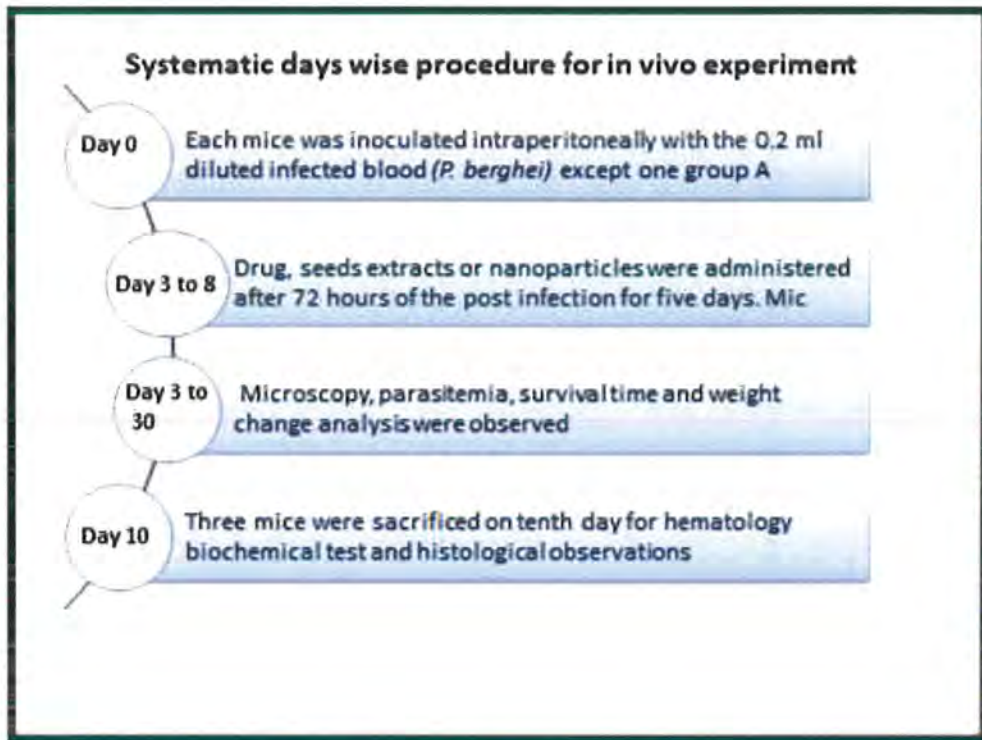 Systematic days wise procedure for in vivo experiment
Day 0
Each mice was inoculated intraperitoneally with the 0.2 ml
diluted infected blood (P. berghei) except one group A
Day 3 to 8
Drug, seeds extracts or nanoparticles were administered
after 72 hours of the post infection for five days. Mic
Day 3 to
30
Microscopy, parasitemia, survival time and weight
change analysis were observed
Day 10
Three mice were sacrificed on tenth day for hematology
biochemical test and histological observations